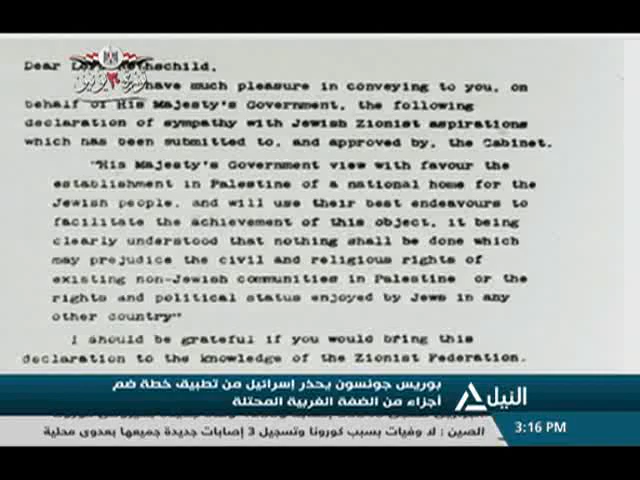 Dear Lord Rothschild,
have much pleasure in conveying to you, on
behalf of His Majesty's Government, the following
declaration of sympathy with Jewish Zionist aspirations
which has been submitted to, and approved by, the Cabinet.
"His Majesty's Government view with favour the
establishment in Palestine of a national home for the
Jewish people, and will use their best endeavours to
facilitate the achievement of this object, it being
clearly understood that nothing shall be done which
may prejudice the civil and religious rights of
existing non-Jewish communities in Palestine or the
rights and political status enjoyed by Jews in any
other country"
I should be grateful if you would bring this
declaration to the knowledge of the Zionist Federation.
بوريس جونسون يحذر إسرائيل من تطبيق خطة ضم
أجزاء من الضفة الغربية المحتلة
النيل
الصين : لا وفيات بسبب كورونا وتسجيل 3 إصابات جديدة جميعها بعدوى محلية
3:16 PM